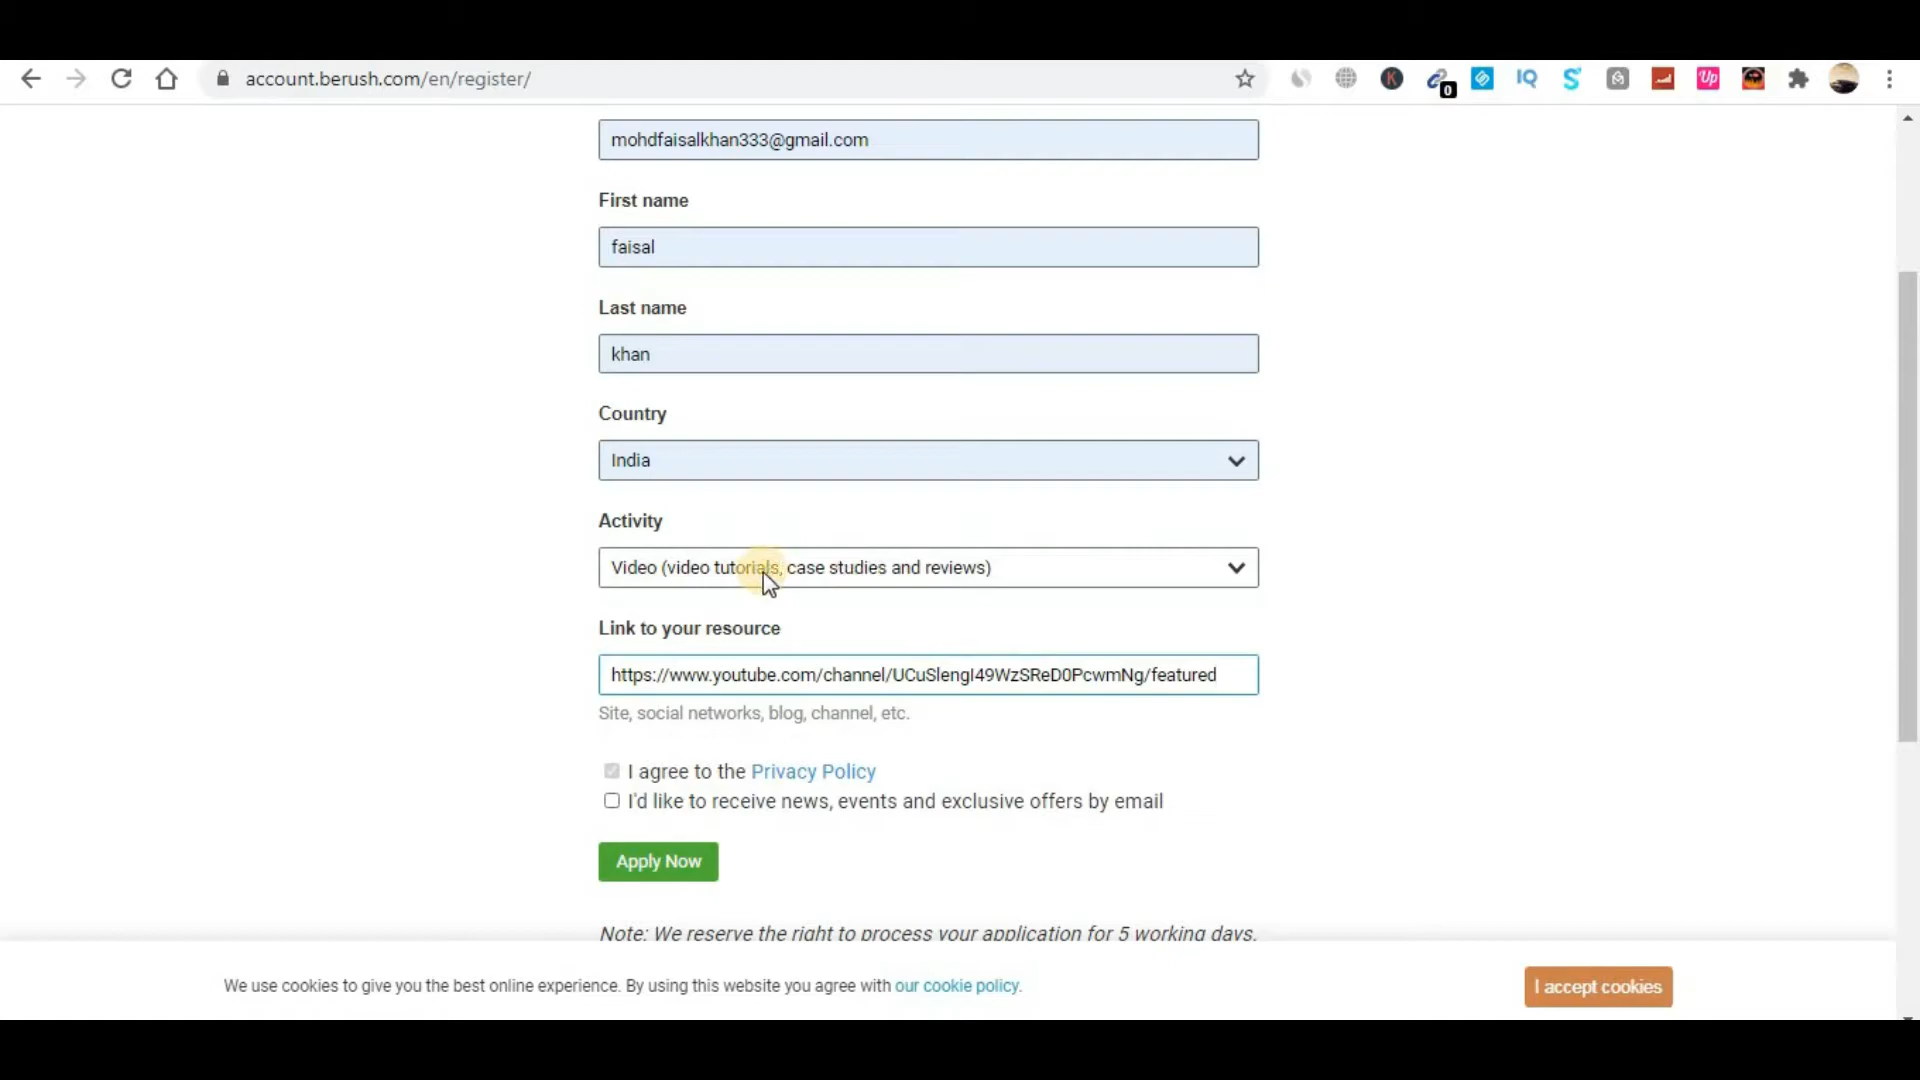 account.berush.com/en/register/
0
K
IQ
S
Up
mohdfaisalkhan333@gmail.com
First name
faisal
Last name
khan
Country
India
Activity
Video (video tutorials, case studies and reviews)
Link to your resource
https://www.youtube.com/channel/UCuSlengI49WzSReD0PcwmNg/featured
Site, social networks, blog, channel, etc.
I agree to the Privacy Policy
I'd like to receive news, events and exclusive offers by email
Apply Now
Note: We reserve the right to process your application for 5 working days.
We use cookies to give you the best online experience. By using this website you agree with our cookie policy.
I accept cookies